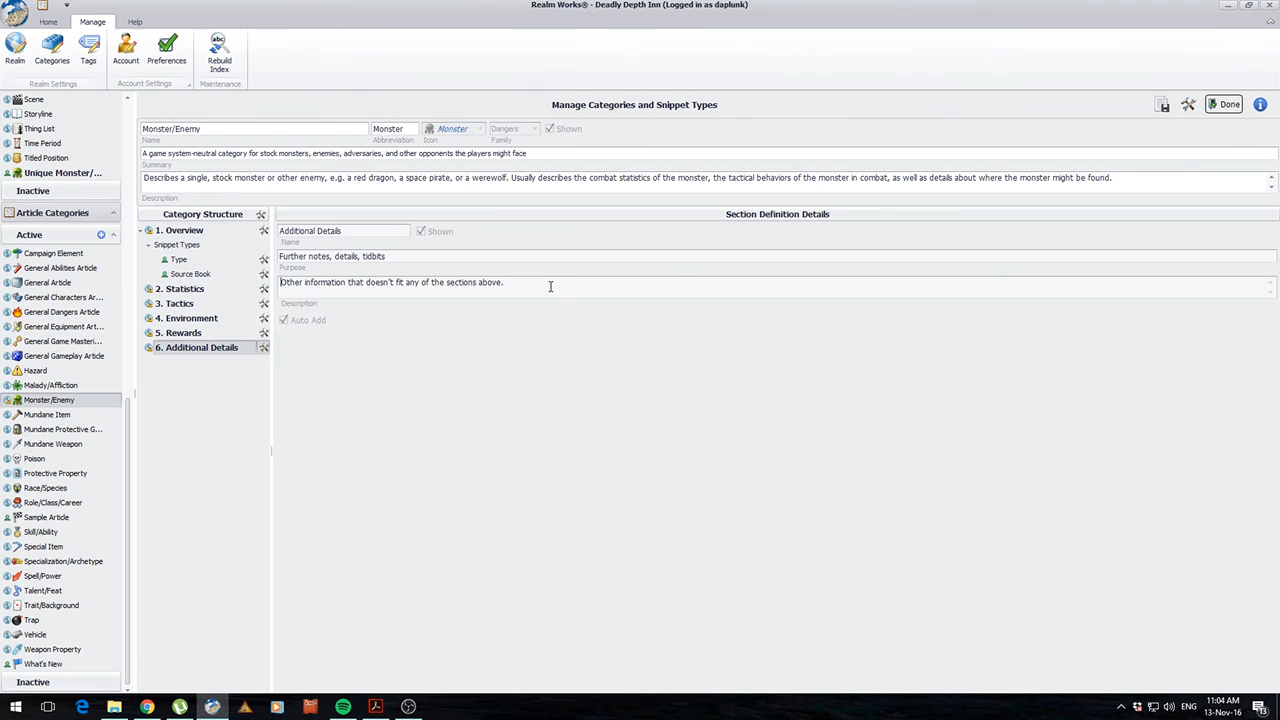 Realm Works® - Deadly Depth Inn (Logged in as daplunk)
Home Manage Help
Realm Categories Tags Account Preferences Rebuild Index
Realm Settings Account Settings Maintenance
Scene
Storyline
Thing List
Time Period
Titled Position
Unique Monster/...
Inactive
Article Categories
Active
Campaign Element
General Abilities Article
General Article
General Characters Ar...
General Dangers Article
General Equipment Art...
General Game Masteri...
General Gameplay Article
Hazard
Malady/Affliction
Monster/Enemy
Mundane Item
Mundane Protective G...
Mundane Weapon
Poison
Protective Property
Race/Species
Role/Class/Career
Sample Article
Skill/Ability
Special Item
Specialization/Archetype
Spell/Power
Talent/Feat
Trait/Background
Trap
Vehicle
Weapon Property
What's New
Inactive
Manage Categories and Snippet Types
Done
Monster/Enemy Monster Monster Dangers Shown
Name Abbreviation Icon Family
A game system-neutral category for stock monsters, enemies, adversaries, and other opponents the players might face
Summary
Describes a single, stock monster or other enemy, e.g. a red dragon, a space pirate, or a werewolf. Usually describes the combat statistics of the monster, the tactical behaviors of the monster in combat, as well as details about where the monster might be found.
Description
Category Structure
1. Overview
Snippet Types
Type
Source Book
2. Statistics
3. Tactics
4. Environment
5. Rewards
6. Additional Details
Section Definition Details
Additional Details Shown
Name
Further notes, details, tidbits
Purpose
Other information that doesn't fit any of the sections above.
Description
Auto Add
ENG
11:04 AM
13-Nov-16